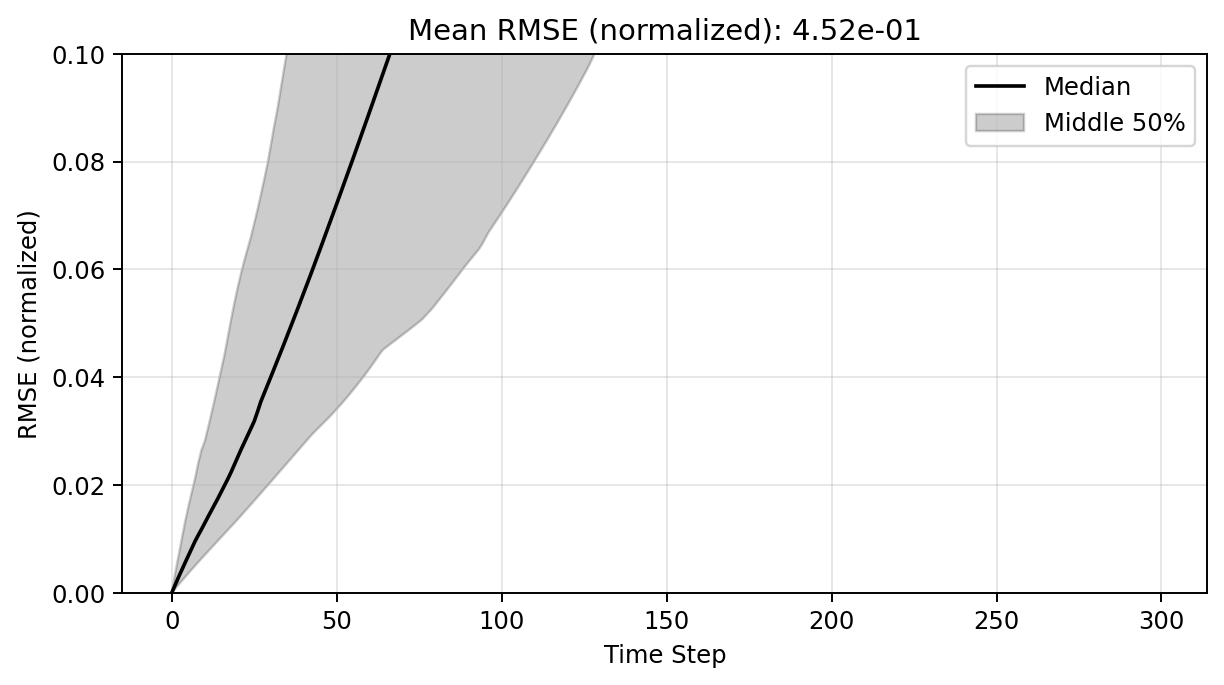 Mean RMSE (normalized): 4.52e-01
0.10
0.08
0.06
0.04
0.02
0.00
RMSE (normalized)
Median
Middle 50%
0 50 100 150 200 250 300
Time Step